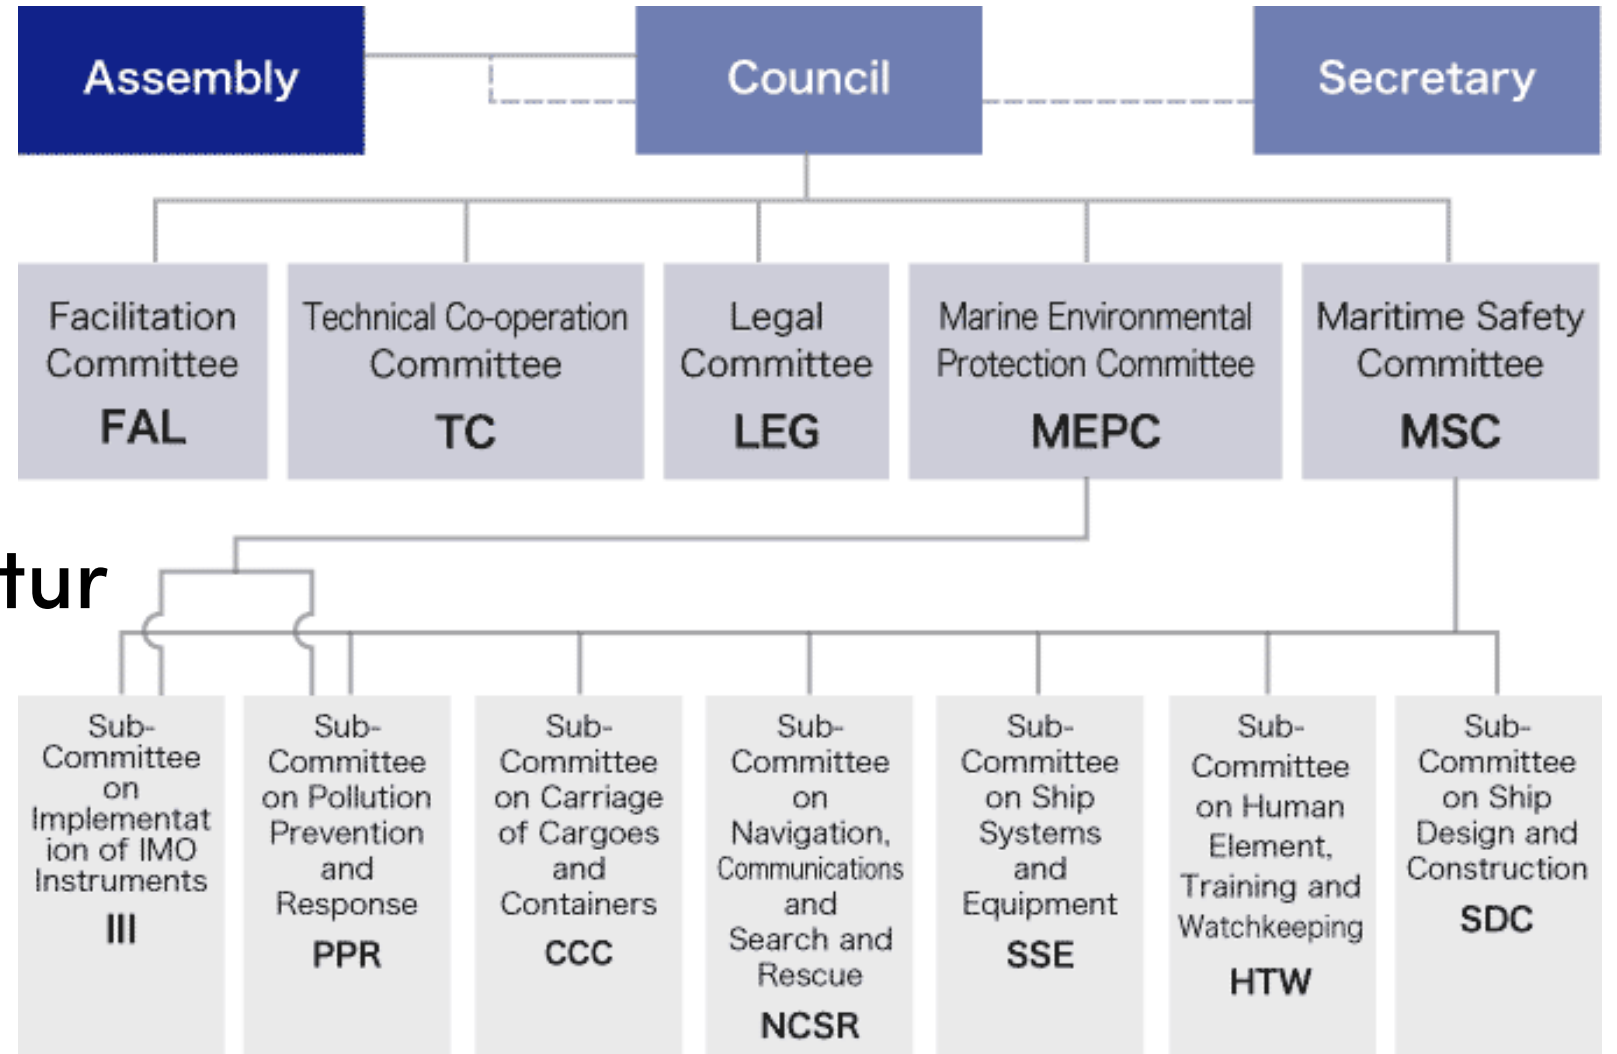 Assembly
Council
Secretary
Facilitation
Committee
FAL
Technical Co-operation
Committee
TC
Legal
Committee
LEG
Marine Environmental
Protection Committee
MEPC
Maritime Safety
Committee
MSC
tur
Sub-
Committee
on
Implementat
ion of IMO
Instruments
III
Sub-
Committee
on Pollution
Prevention
and
Response
PPR
Sub-
Committee
on Carriage
of Cargoes
and
Containers
CCC
Sub-
Committee
on
Navigation,
Communications
and
Search and
Rescue
NCSR
Sub-
Committee
on Ship
Systems
and
Equipment
SSE
Sub-
Committee
on Human
Element,
Training and
Watchkeeping
HTW
Sub-
Committee
on Ship
Design and
Construction
SDC